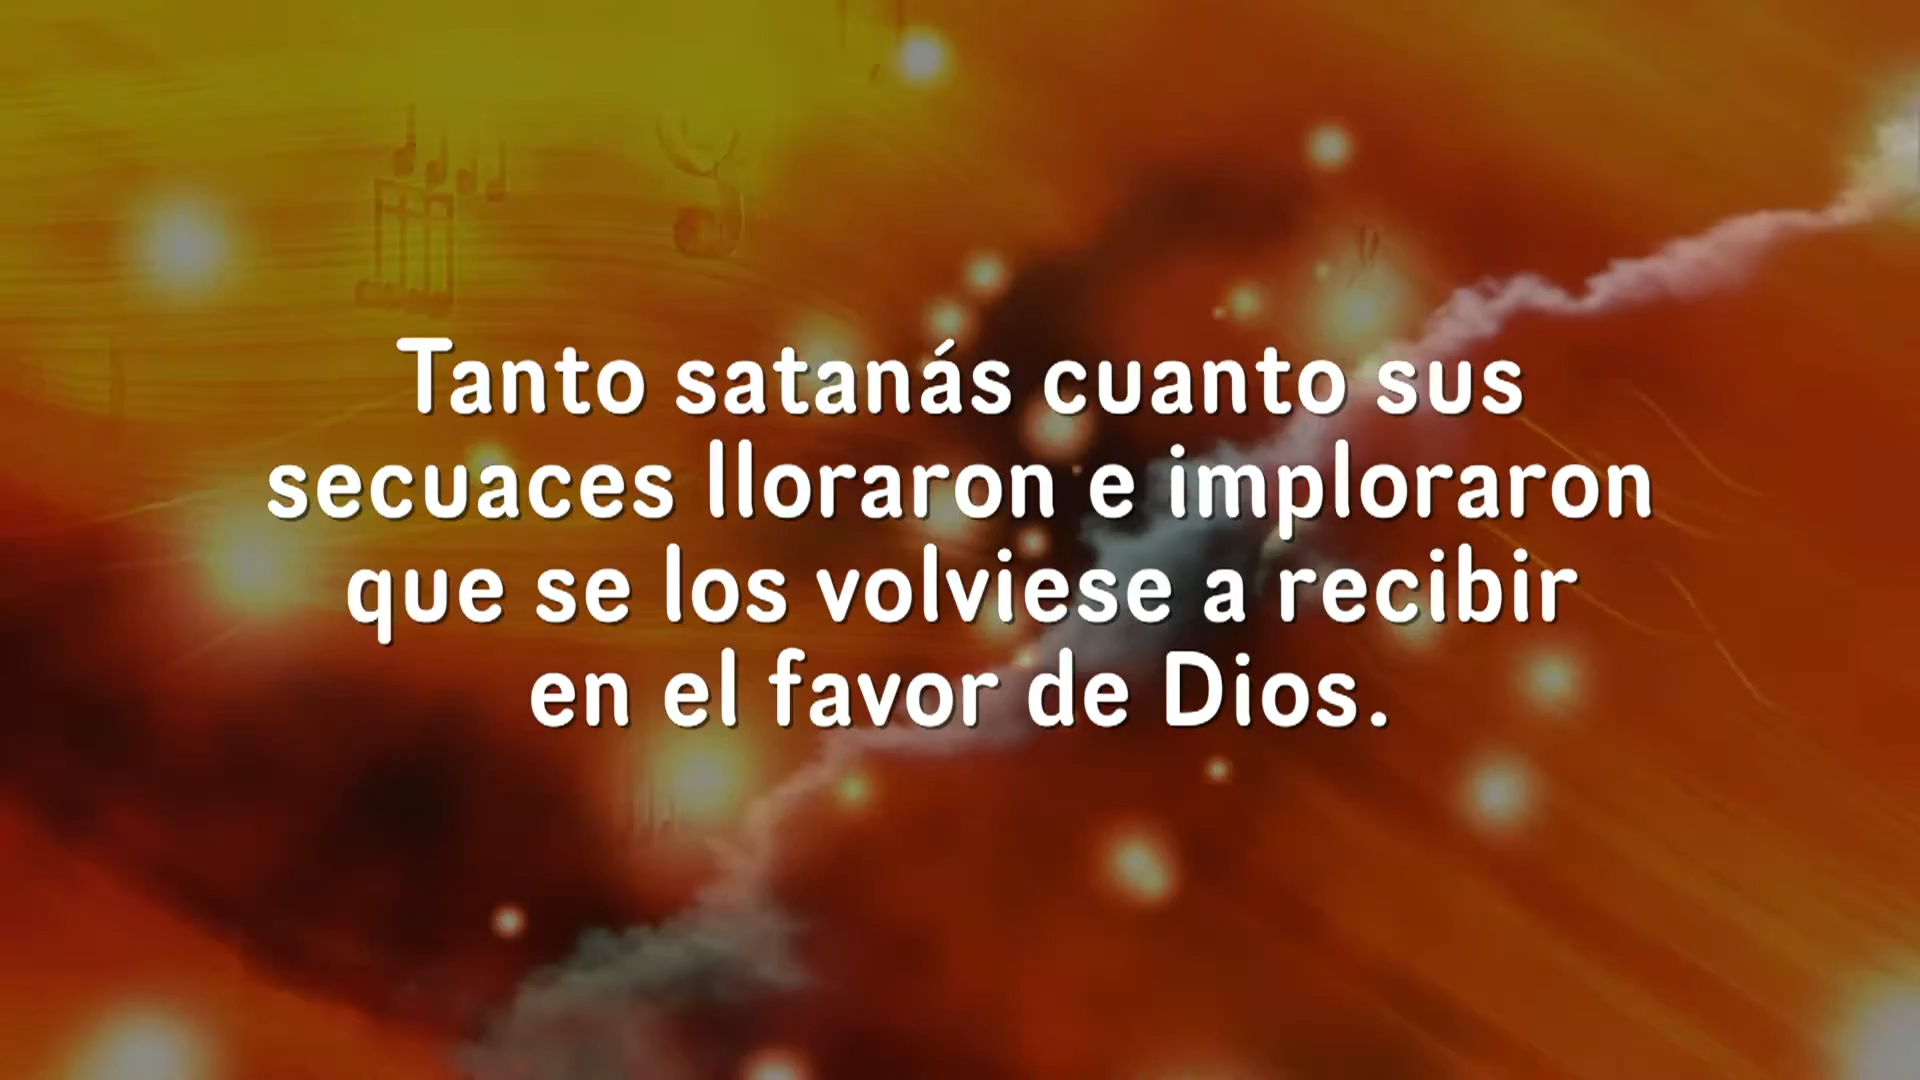 Tanto satanás cuanto sus
secuaces lloraron e imploraron
que se los volviese a recibir
en el favor de Dios.